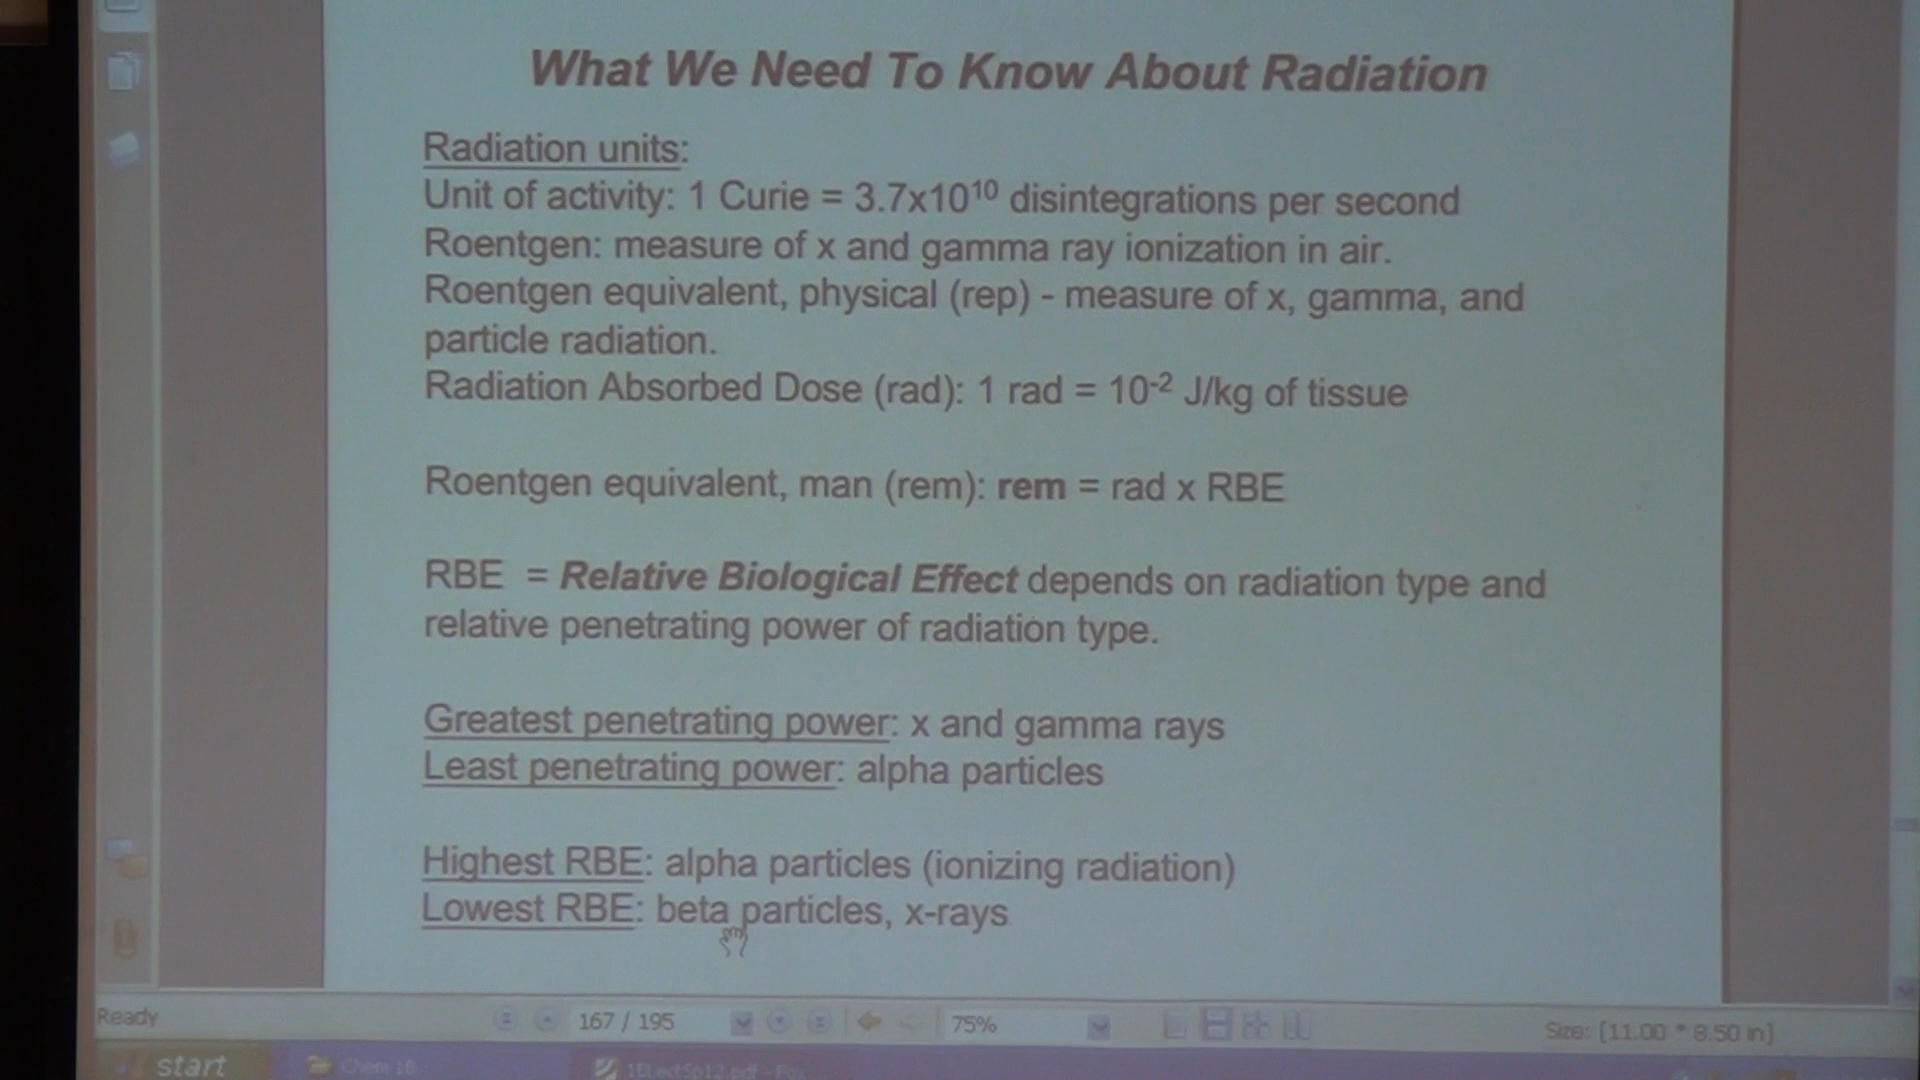 What We Need To Know About Radiation
Radiation units:
Unit of activity: 1 Curie = 3.7x10¹⁰ disintegrations per second
Roentgen: measure of x and gamma ray ionization in air.
Roentgen equivalent, physical (rep) - measure of x, gamma, and
particle radiation.
Radiation Absorbed Dose (rad): 1 rad = 10⁻² J/kg of tissue
Roentgen equivalent, man (rem): rem = rad x RBE
RBE = Relative Biological Effect depends on radiation type and
relative penetrating power of radiation type.
Greatest penetrating power: x and gamma rays
Least penetrating power: alpha particles
Highest RBE: alpha particles (ionizing radiation)
Lowest RBE: beta particles, x-rays
Ready
167 / 195
75%
Size: [11.00 * 8.50 in]
start
Chem 1B
1BLectSp12.pdf - Fox...